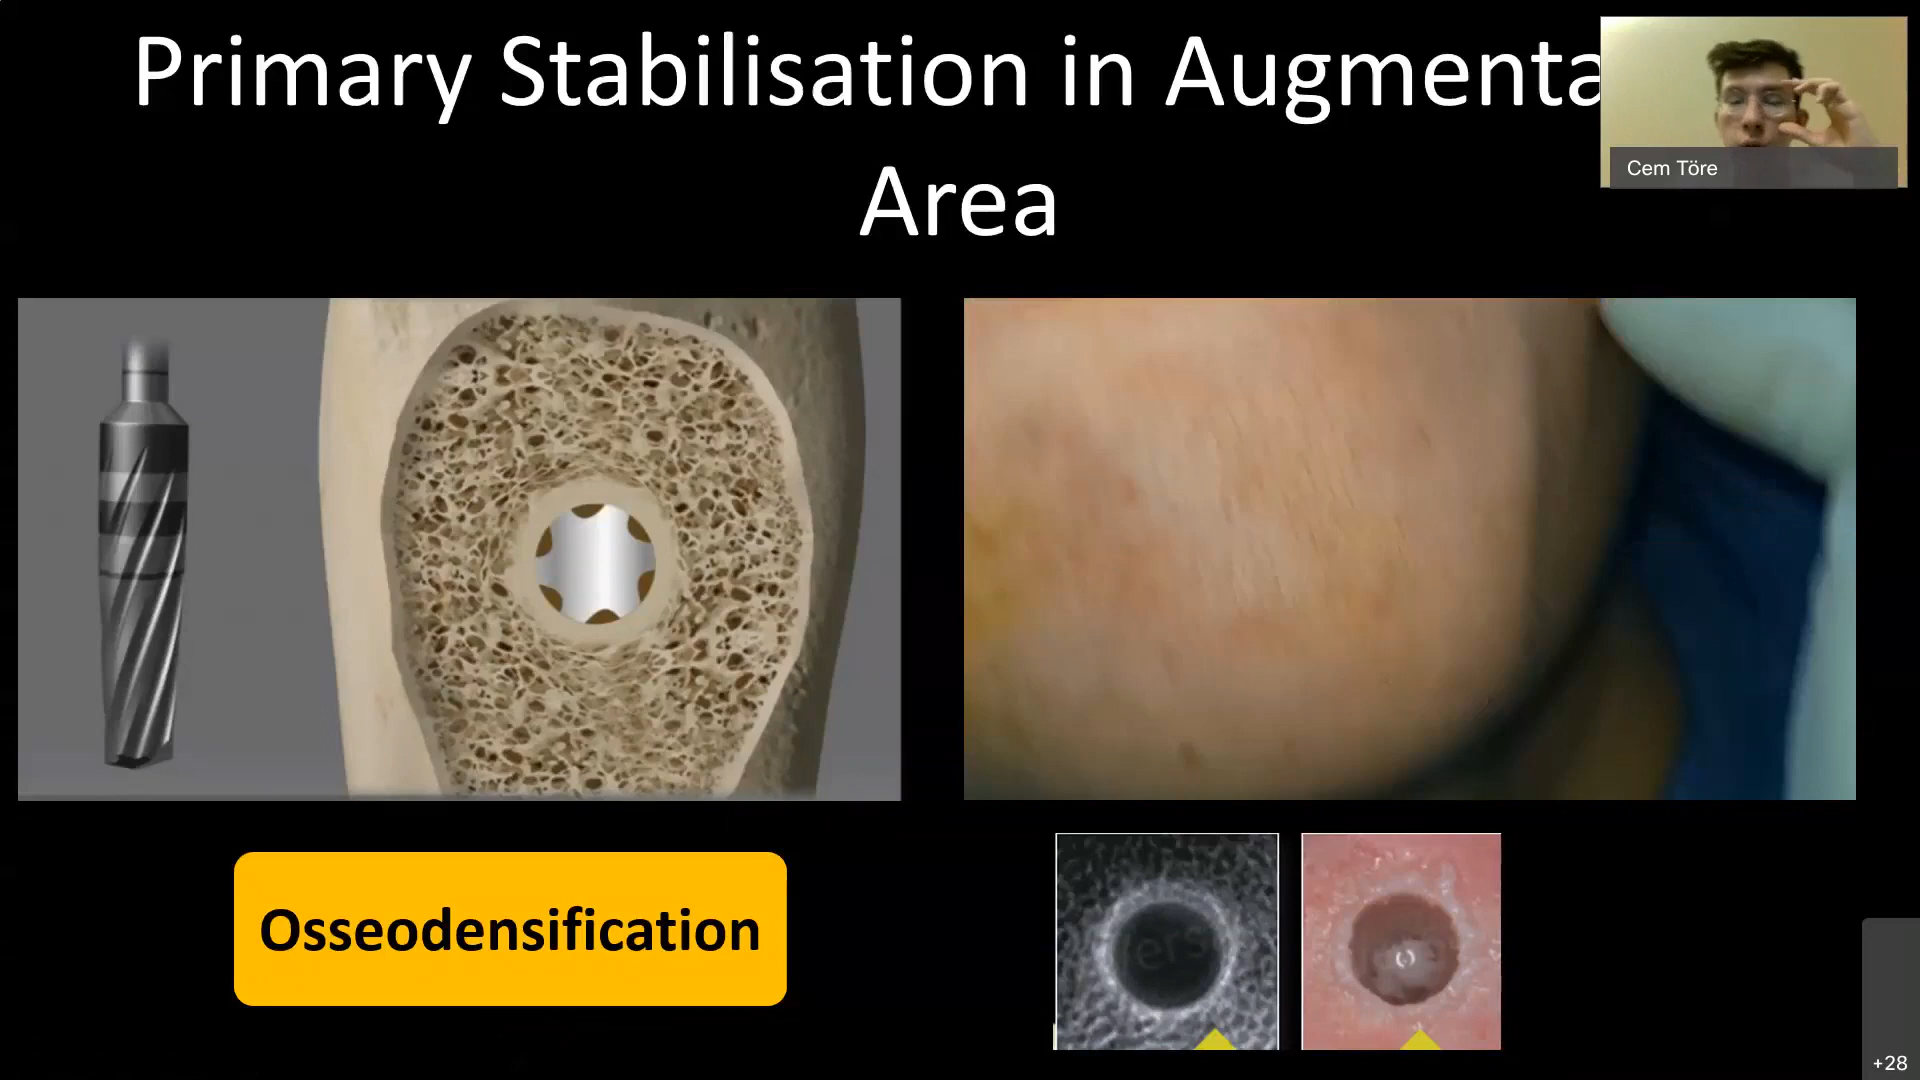 Primary Stabilisation in Augmenta
Area
Cem Töre
Osseodensification
+28